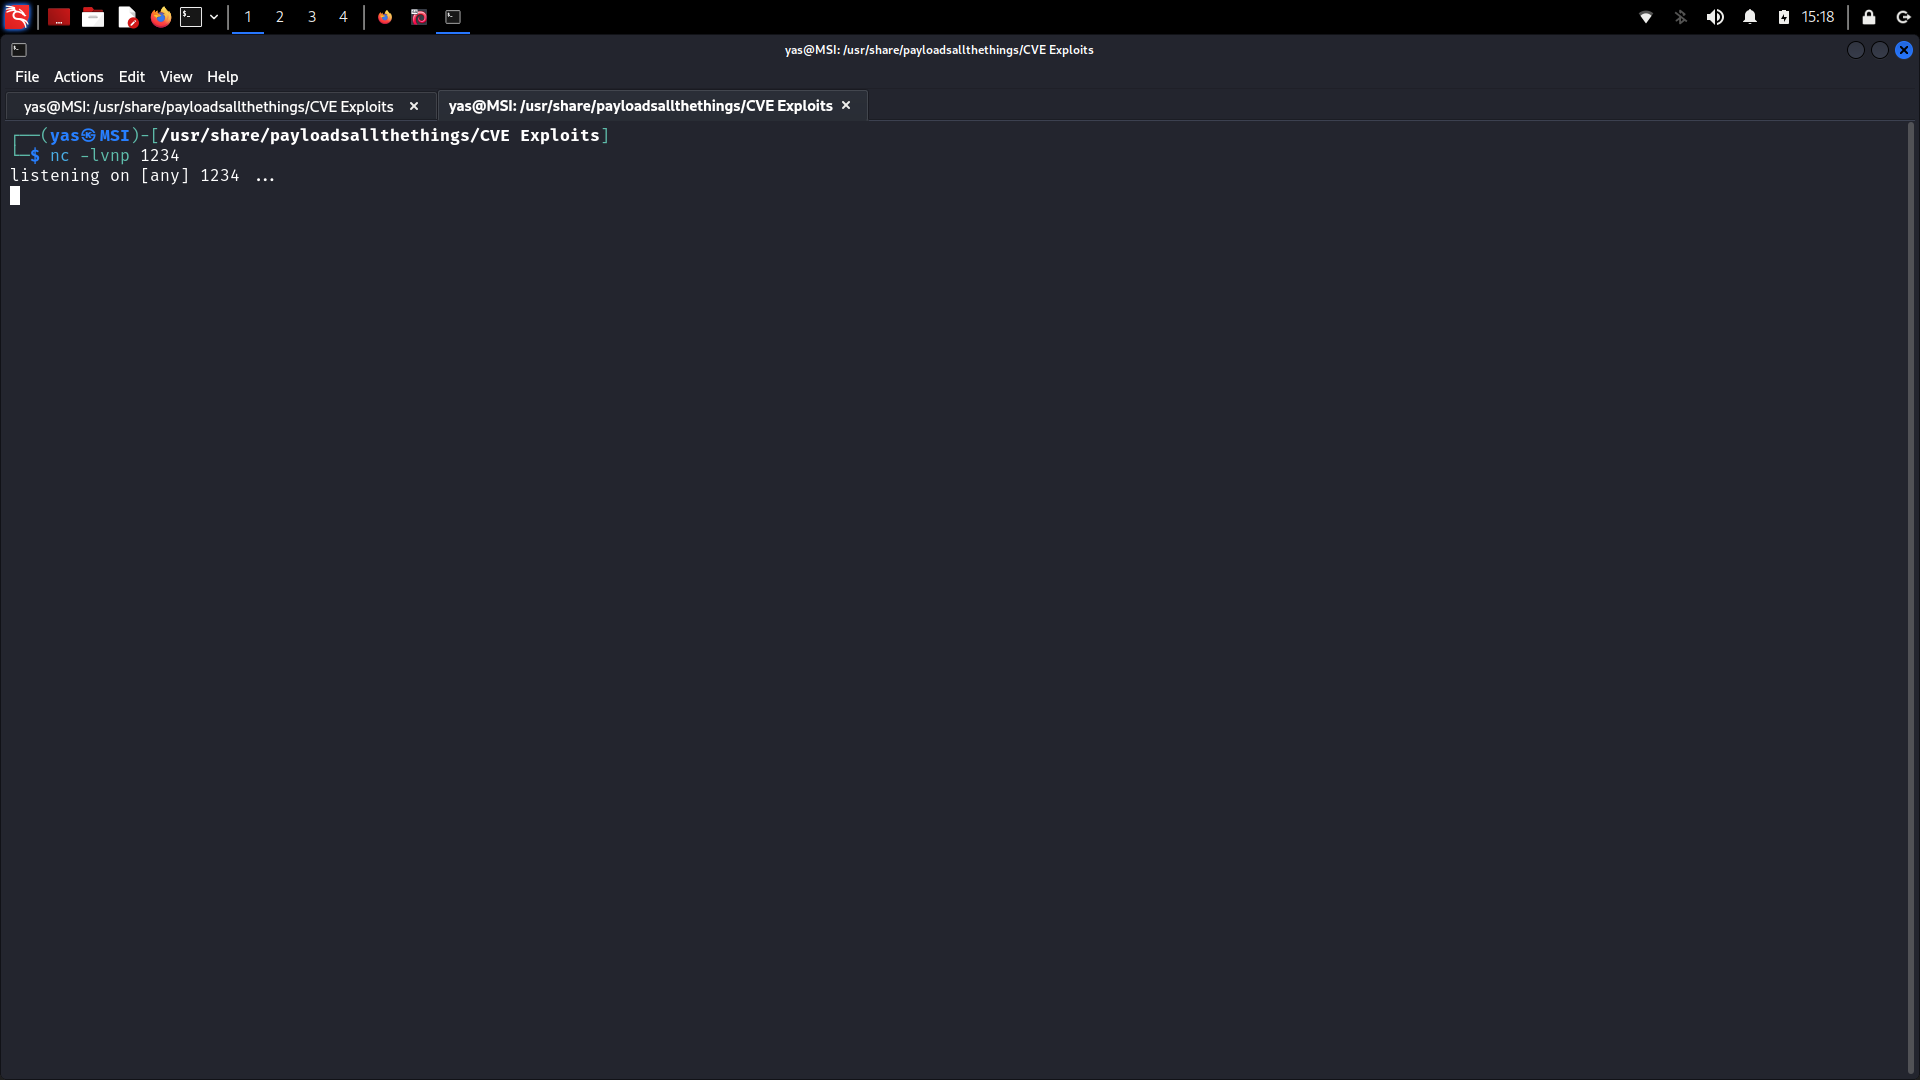 1 2 3 4 15:18
yas@MSI: /usr/share/payloadsallthethings/CVE Exploits
File Actions Edit View Help
yas@MSI: /usr/share/payloadsallthethings/CVE Exploits × yas@MSI: /usr/share/payloadsallthethings/CVE Exploits ×
┌──(yas㉿MSI)-[/usr/share/payloadsallthethings/CVE Exploits]
└─$ nc -lvnp 1234
listening on [any] 1234 ...